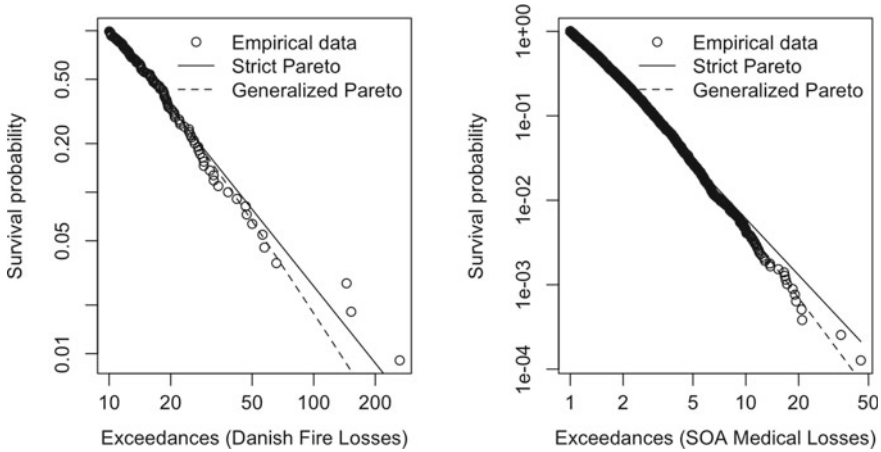 Survival probability
0.50
0.20
0.05
0.01
Empirical data
Strict Pareto
Generalized Pareto
10 20 50 100 200
Exceedances (Danish Fire Losses)
Survival probability
1e+00
1e-01
1e-02
1e-03
1e-04
Empirical data
Strict Pareto
Generalized Pareto
1 2 5 10 20 50
Exceedances (SOA Medical Losses)